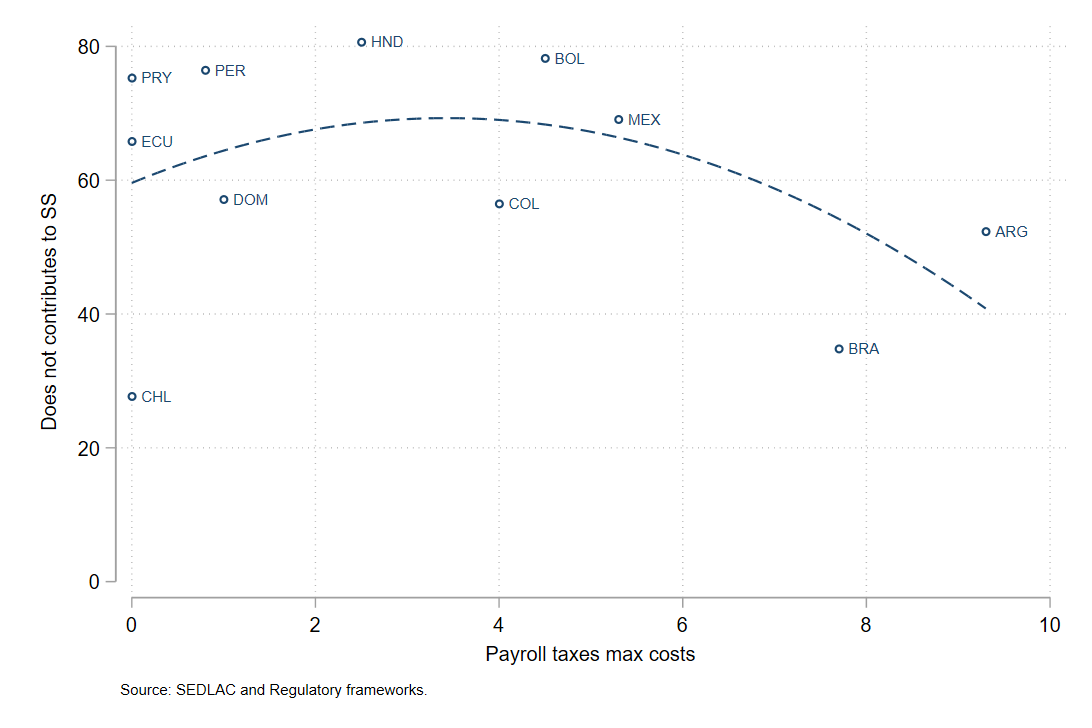 Does not contributes to SS
80
60
40
20
0
HND
BOL
PRY
PER
MEX
ECU
DOM
COL
ARG
BRA
CHL
0
2
4
6
8
10
Payroll taxes max costs
Source: SEDLAC and Regulatory frameworks.